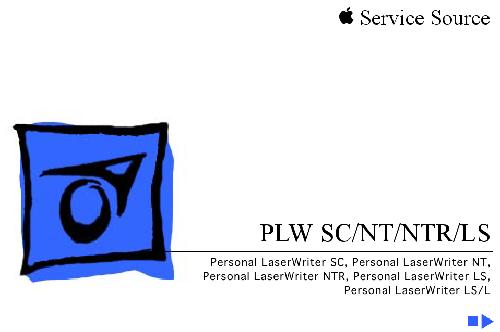 Service Source
PLW SC/NT/NTR/LS
Personal LaserWriter SC, Personal LaserWriter NT,
Personal LaserWriter NTR, Personal LaserWriter LS,
Personal LaserWriter LS/L